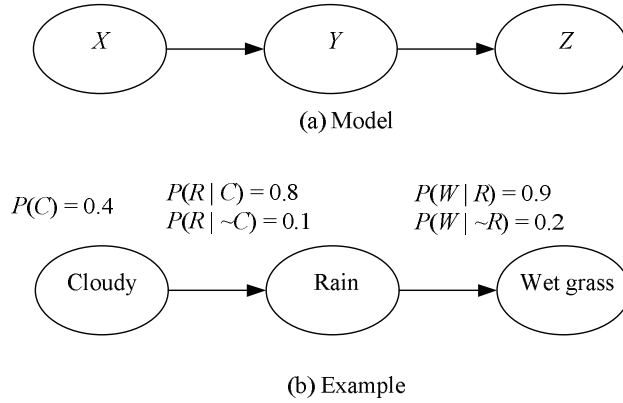 X Y Z
(a) Model
P(C) = 0.4
P(R | C) = 0.8
P(R | ~C) = 0.1
P(W | R) = 0.9
P(W | ~R) = 0.2
Cloudy Rain Wet grass
(b) Example